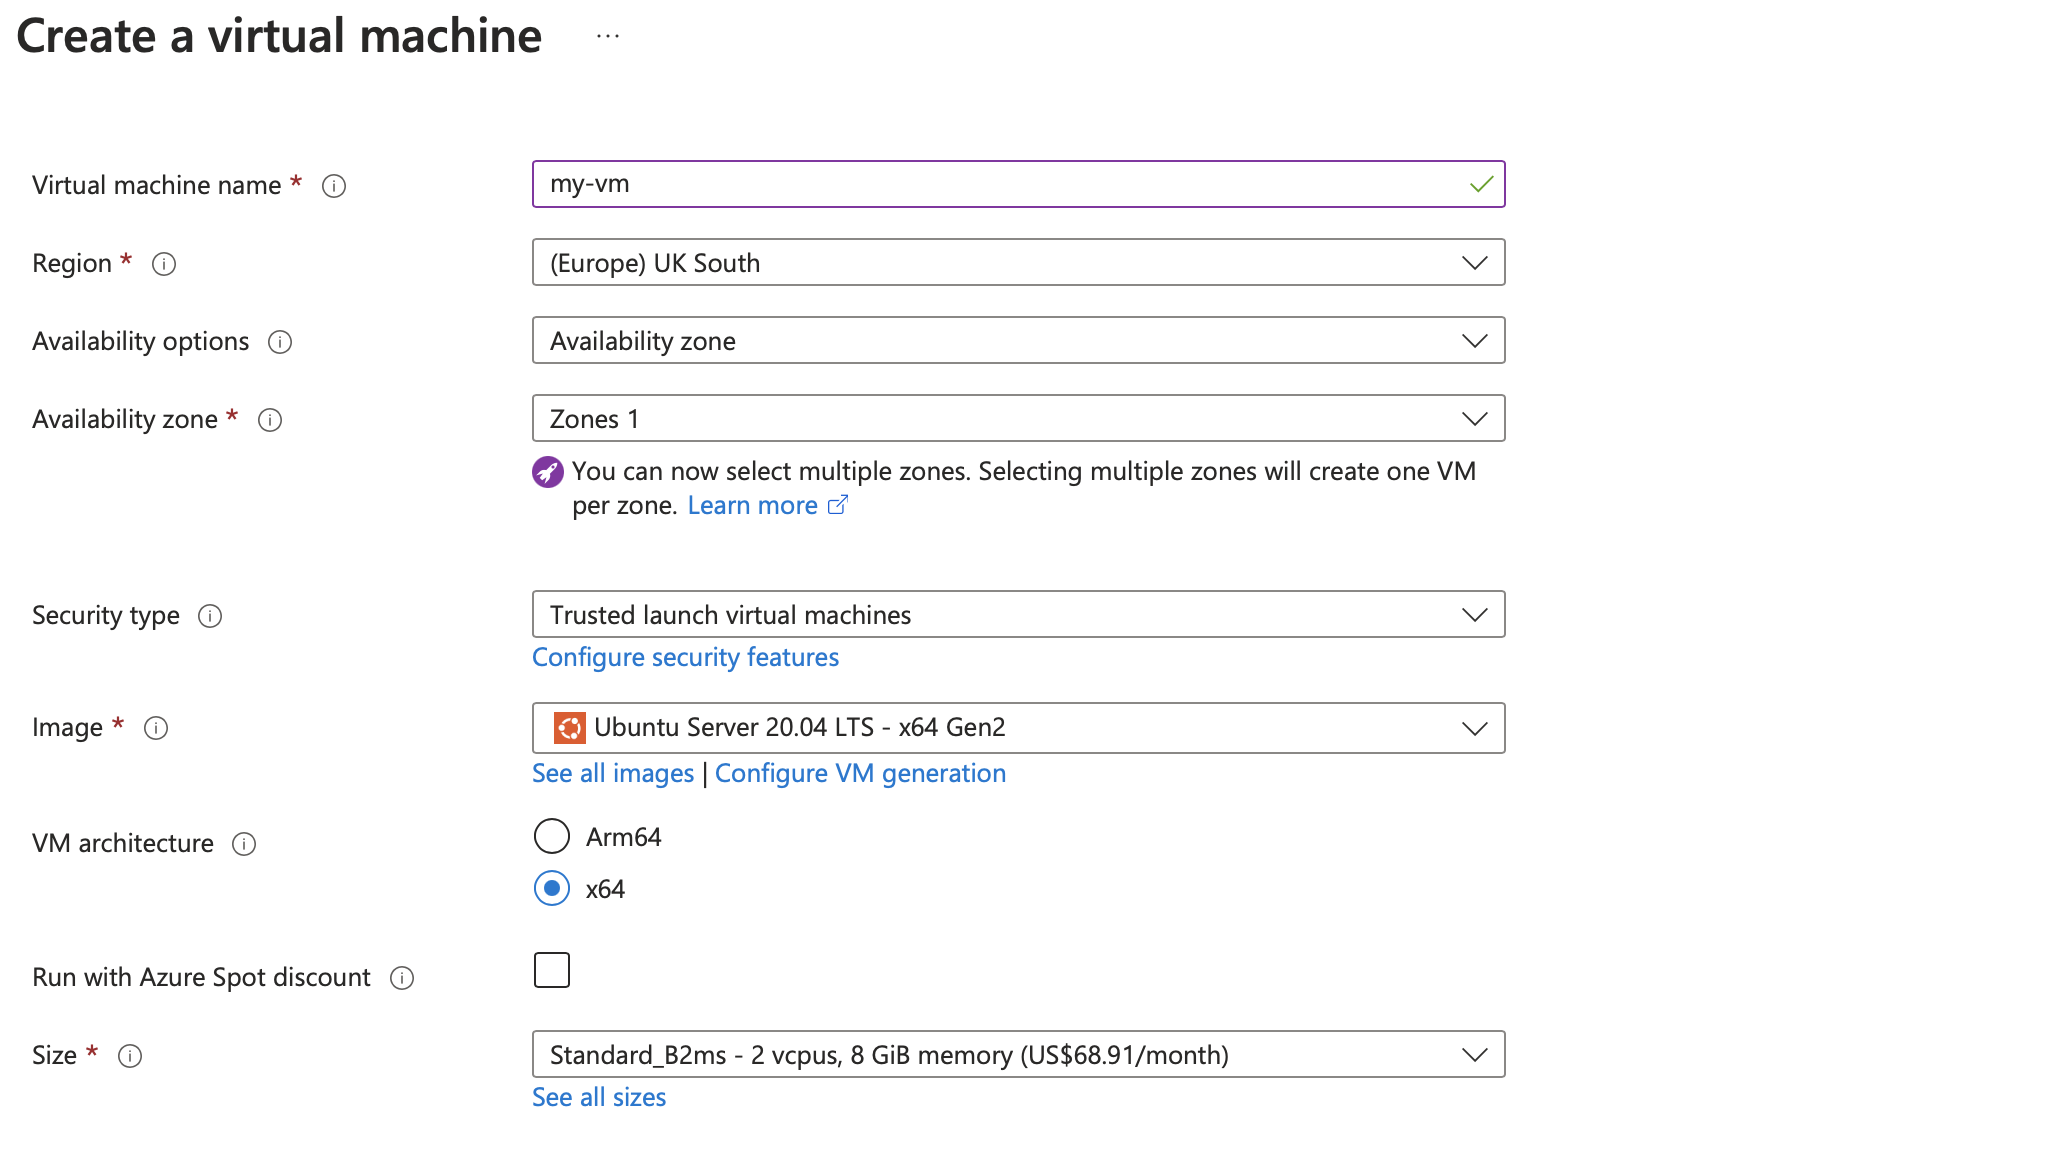 Create a virtual machine ...
Virtual machine name *
my-vm
Region *
(Europe) UK South
Availability options
Availability zone
Availability zone *
Zones 1
You can now select multiple zones. Selecting multiple zones will create one VM
per zone. Learn more
Security type
Trusted launch virtual machines
Configure security features
Image *
Ubuntu Server 20.04 LTS - x64 Gen2
See all images | Configure VM generation
VM architecture
Arm64
x64
Run with Azure Spot discount
Size *
Standard_B2ms - 2 vcpus, 8 GiB memory (US$68.91/month)
See all sizes